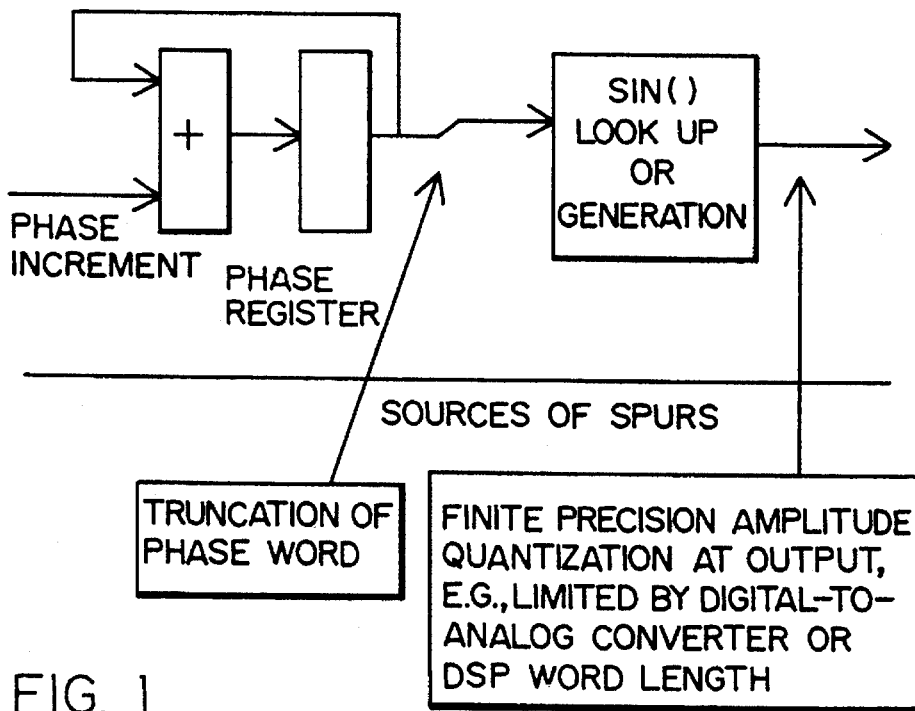 +
SIN()
LOOK UP
OR
GENERATION
PHASE
INCREMENT
PHASE
REGISTER
SOURCES OF SPURS
TRUNCATION OF
PHASE WORD
FINITE PRECISION AMPLITUDE
QUANTIZATION AT OUTPUT,
E.G., LIMITED BY DIGITAL-TO-
ANALOG CONVERTER OR
DSP WORD LENGTH
FIG. 1